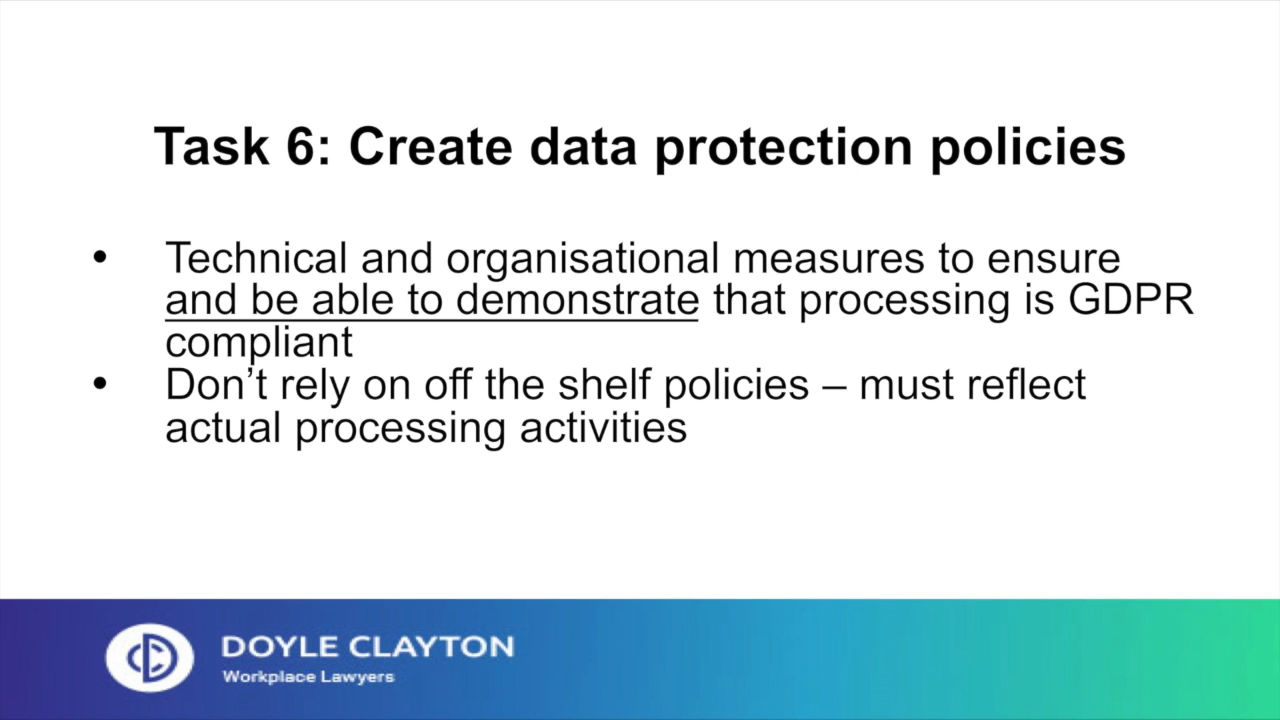 Task 6: Create data protection policies
• Technical and organisational measures to ensure
and be able to demonstrate that processing is GDPR
compliant
• Don’t rely on off the shelf policies – must reflect
actual processing activities
DOYLE CLAYTON
Workplace Lawyers